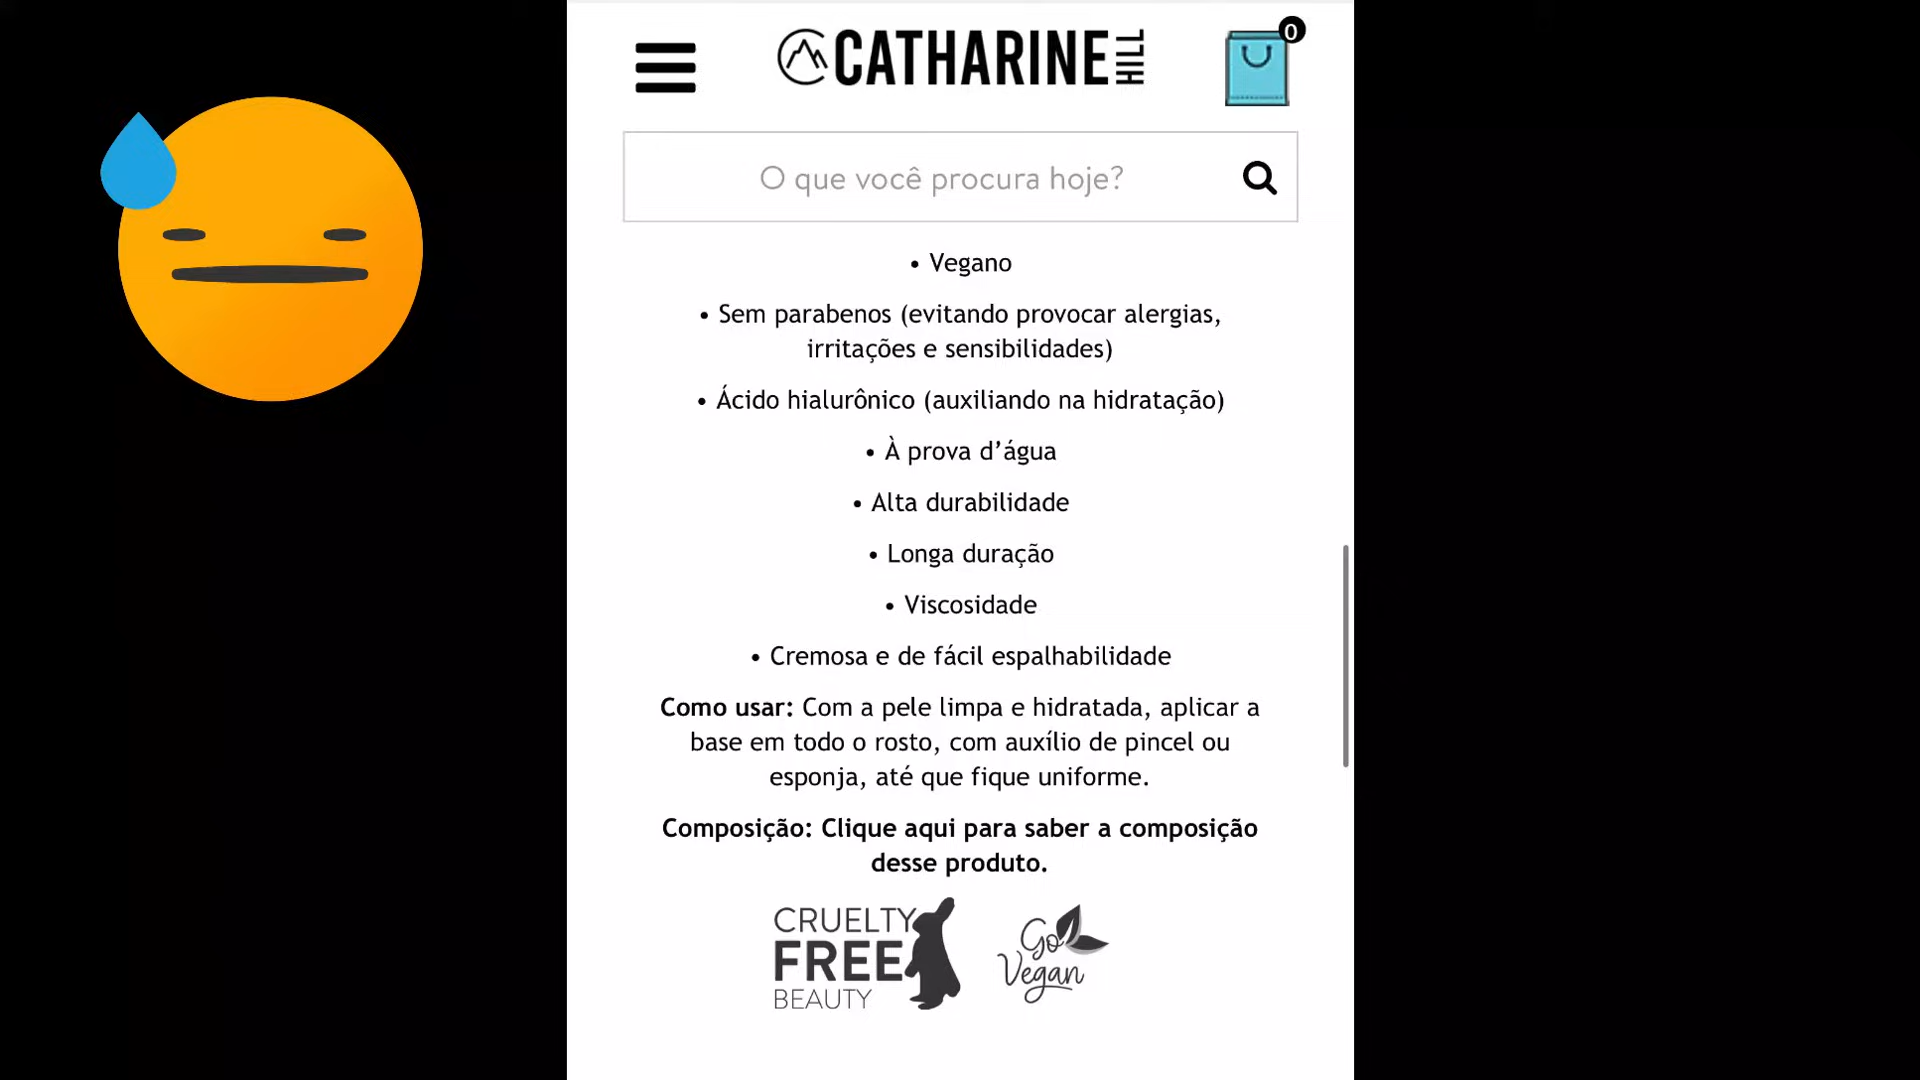 CATHARINE HILL
0
O que você procura hoje?
• Vegano
• Sem parabenos (evitando provocar alergias,
irritações e sensibilidades)
• Ácido hialurônico (auxiliando na hidratação)
• À prova d’água
• Alta durabilidade
• Longa duração
• Viscosidade
• Cremosa e de fácil espalhabilidade
Como usar: Com a pele limpa e hidratada, aplicar a
base em todo o rosto, com auxílio de pincel ou
esponja, até que fique uniforme.
Composição: Clique aqui para saber a composição
desse produto.
CRUELTY
FREE
BEAUTY
Go
Vegan